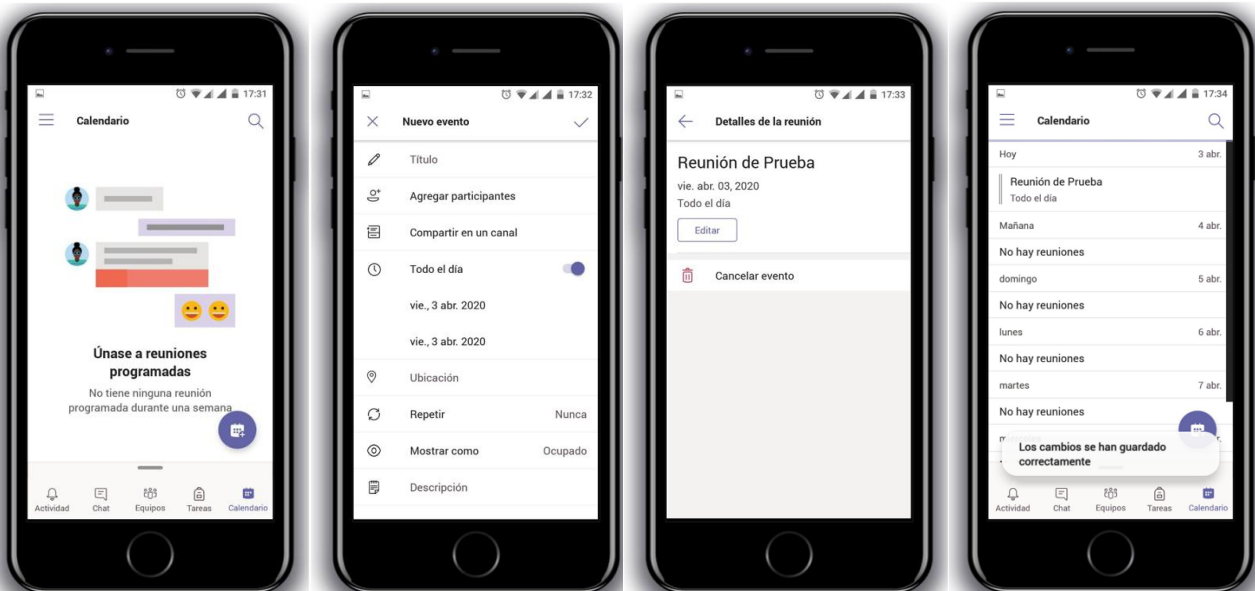 17:31
Calendario
Únase a reuniones
programadas
No tiene ninguna reunión
programada durante una semana
Actividad
Chat
Equipos
Tareas
Calendario
17:32
Nuevo evento
Título
Agregar participantes
Compartir en un canal
Todo el día
vie., 3 abr. 2020
vie., 3 abr. 2020
Ubicación
Repetir Nunca
Mostrar como Ocupado
Descripción
17:33
Detalles de la reunión
Reunión de Prueba
vie. abr. 03, 2020
Todo el día
Editar
Cancelar evento
17:34
Calendario
Hoy 3 abr.
Reunión de Prueba
Todo el día
Mañana 4 abr.
No hay reuniones
domingo 5 abr.
No hay reuniones
lunes 6 abr.
No hay reuniones
martes 7 abr.
No hay reuniones
Los cambios se han guardado
correctamente
Actividad
Chat
Equipos
Tareas
Calendario